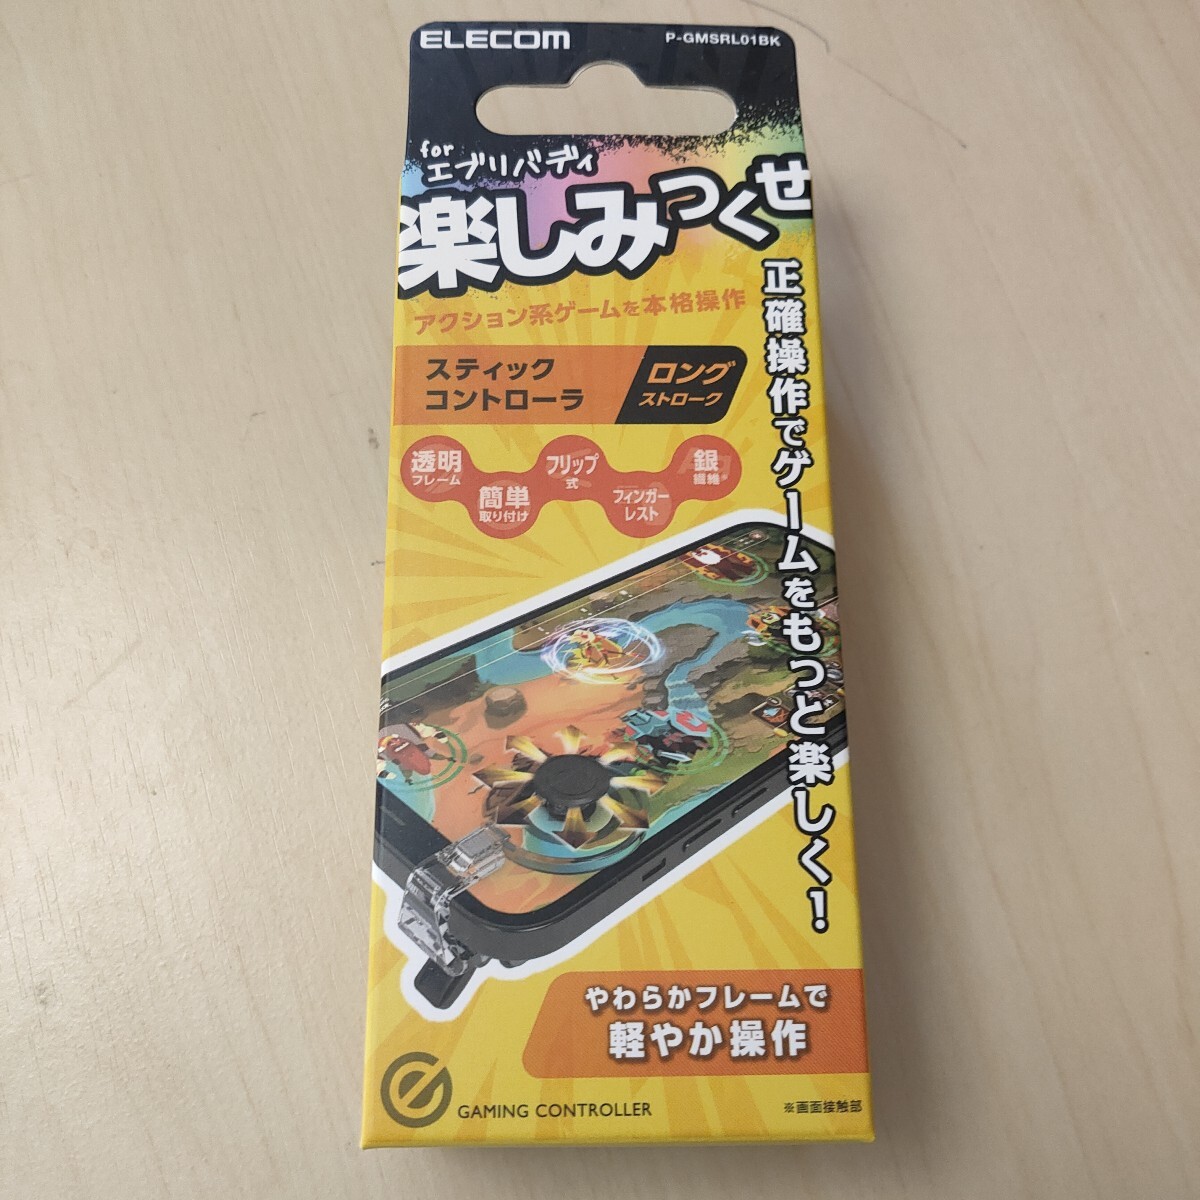 ELECOM
P-GMSRL01BK
for
エブリバディ
楽しみつくせ
アクション系ゲームを本格操作
スティック
コントローラ
ロング
ストローク
正確操作でゲームをもっと楽しく!
透明
フレーム
簡単
取り付け
フリップ
式
フィンガー
レスト
銀
繊維
やわらかフレームで
軽やか操作
GAMING CONTROLLER
※画面接触部